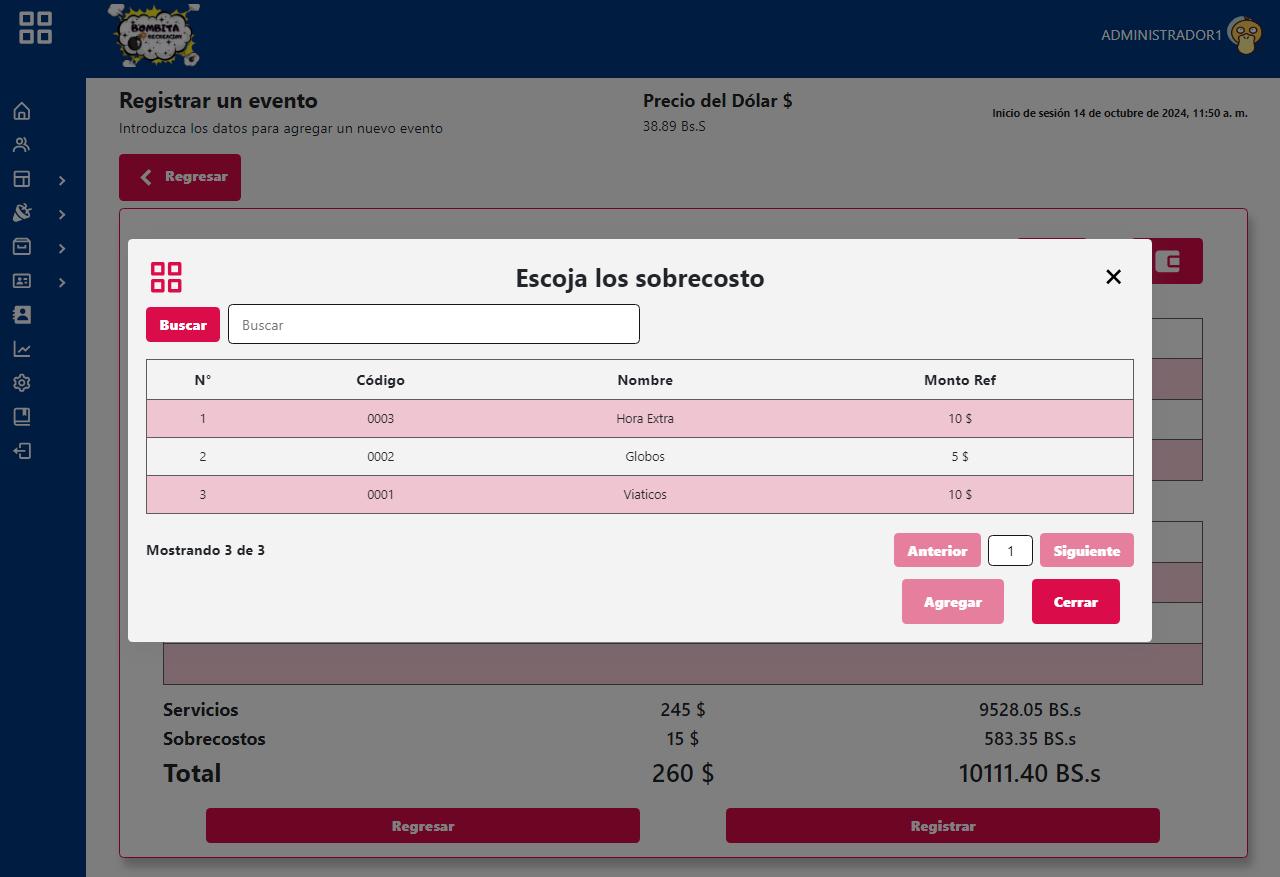 BOMBITA
RECREACION
ADMINISTRADOR1
Registrar un evento
Introduzca los datos para agregar un nuevo evento
Precio del Dólar $
38.89 Bs.S
Inicio de sesión 14 de octubre de 2024, 11:50 a. m.
Regresar
Escoja los sobrecosto
Buscar Buscar
N° Código Nombre Monto Ref
1 0003 Hora Extra 10 $
2 0002 Globos 5 $
3 0001 Viaticos 10 $
Mostrando 3 de 3
Anterior 1 Siguiente
Agregar Cerrar
Servicios 245 $ 9528.05 BS.s
Sobrecostos 15 $ 583.35 BS.s
Total 260 $ 10111.40 BS.s
Regresar Registrar